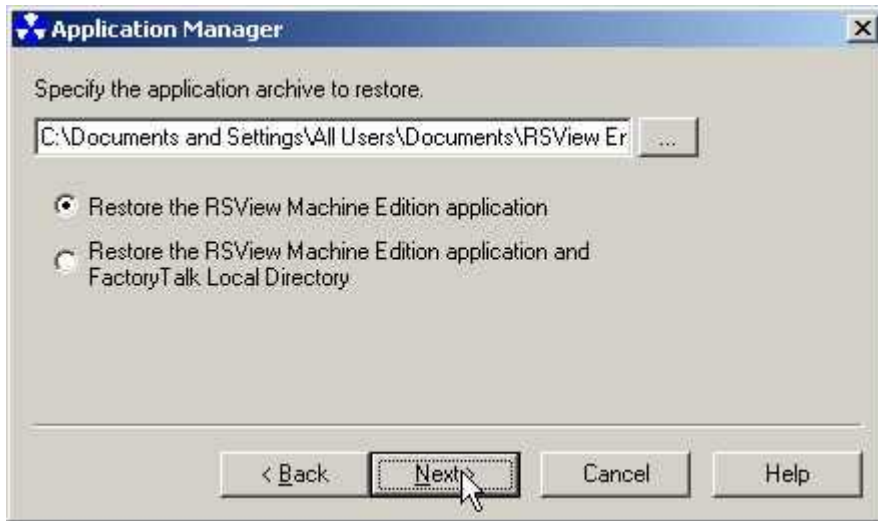 Application Manager
Specify the application archive to restore.
C:\Documents and Settings\All Users\Documents\RSView Er
...
Restore the RSView Machine Edition application
Restore the RSView Machine Edition application and
FactoryTalk Local Directory
< Back
Next >
Cancel
Help